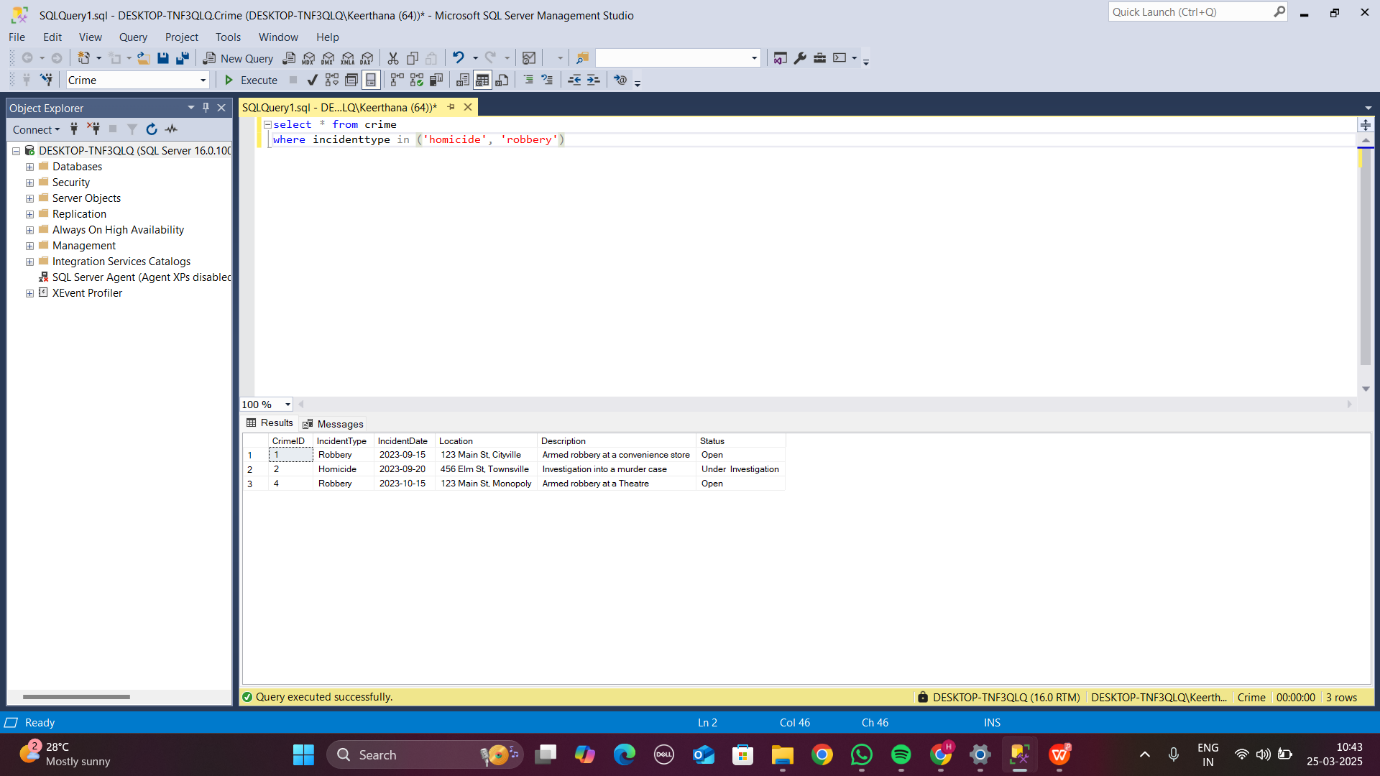 SQLQuery1.sql - DESKTOP-TNF3QLQ.Crime (DESKTOP-TNF3QLQ\Keerthana (64))* - Microsoft SQL Server Management Studio
Quick Launch (Ctrl+Q)
File Edit View Query Project Tools Window Help
New Query
MDX DMX XMLA DAX
Crime
Execute
Object Explorer
SQLQuery1.sql - DE...LQ\Keerthana (64))*
Connect
DESKTOP-TNF3QLQ (SQL Server 16.0.100
Databases
Security
Server Objects
Replication
Always On High Availability
Management
Integration Services Catalogs
SQL Server Agent (Agent XPs disabled
XEvent Profiler
select * from crime
where incidenttype in ('homicide', 'robbery')
100 %
Results Messages
CrimeID IncidentType IncidentDate Location Description Status
1 1 Robbery 2023-09-15 123 Main St, Cityville Armed robbery at a convenience store Open
2 2 Homicide 2023-09-20 456 Elm St, Townsville Investigation into a murder case Under Investigation
3 4 Robbery 2023-10-15 123 Main St. Monopoly Armed robbery at a Theatre Open
Query executed successfully.
DESKTOP-TNF3QLQ (16.0 RTM) DESKTOP-TNF3QLQ\Keerth... Crime 00:00:00 3 rows
Ready Ln 2 Col 46 Ch 46 INS
2
28°C
Mostly sunny
Search
DELL
H
ENG
IN
10:43
25-03-2025